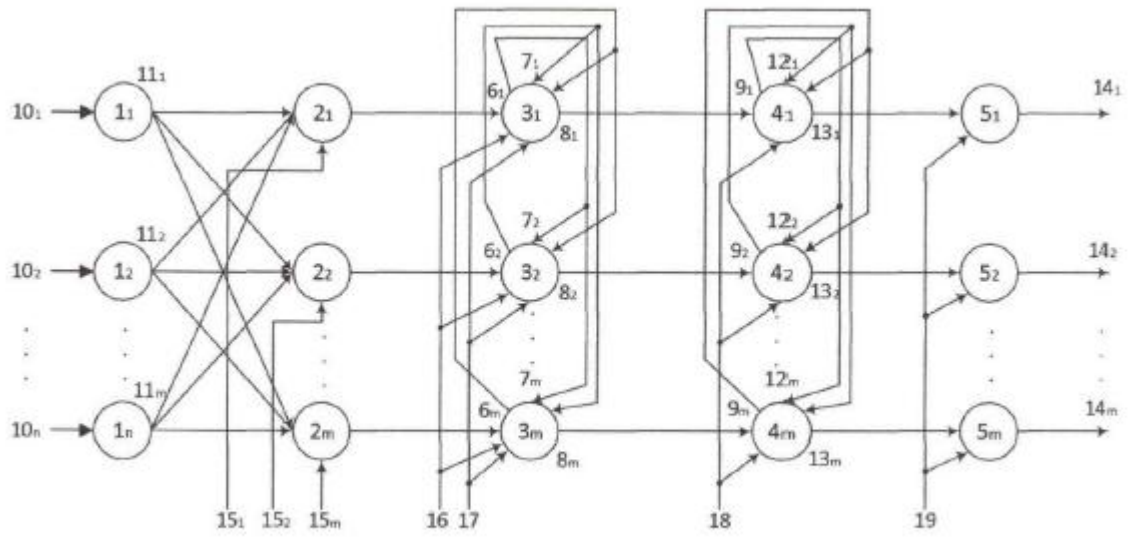 7₁ 12₁
11₁ 6₁ 9₁ 14₁
10₁ 1₁ 2₁ 3₁ 4₁ 5₁
8₁ 13₁
7₂ 12₂
11₂ 6₂ 9₂ 14₂
10₂ 1₂ 2₂ 3₂ 4₂ 5₂
8₂ 13₂
7ₘ 12ₘ
11ₘ 6ₘ 9ₘ 14ₘ
10ₙ 1ₙ 2ₘ 3ₘ 4ₘ 5ₘ
8ₘ 13ₘ
15₁ 15₂ 15ₘ 16 17 18 19